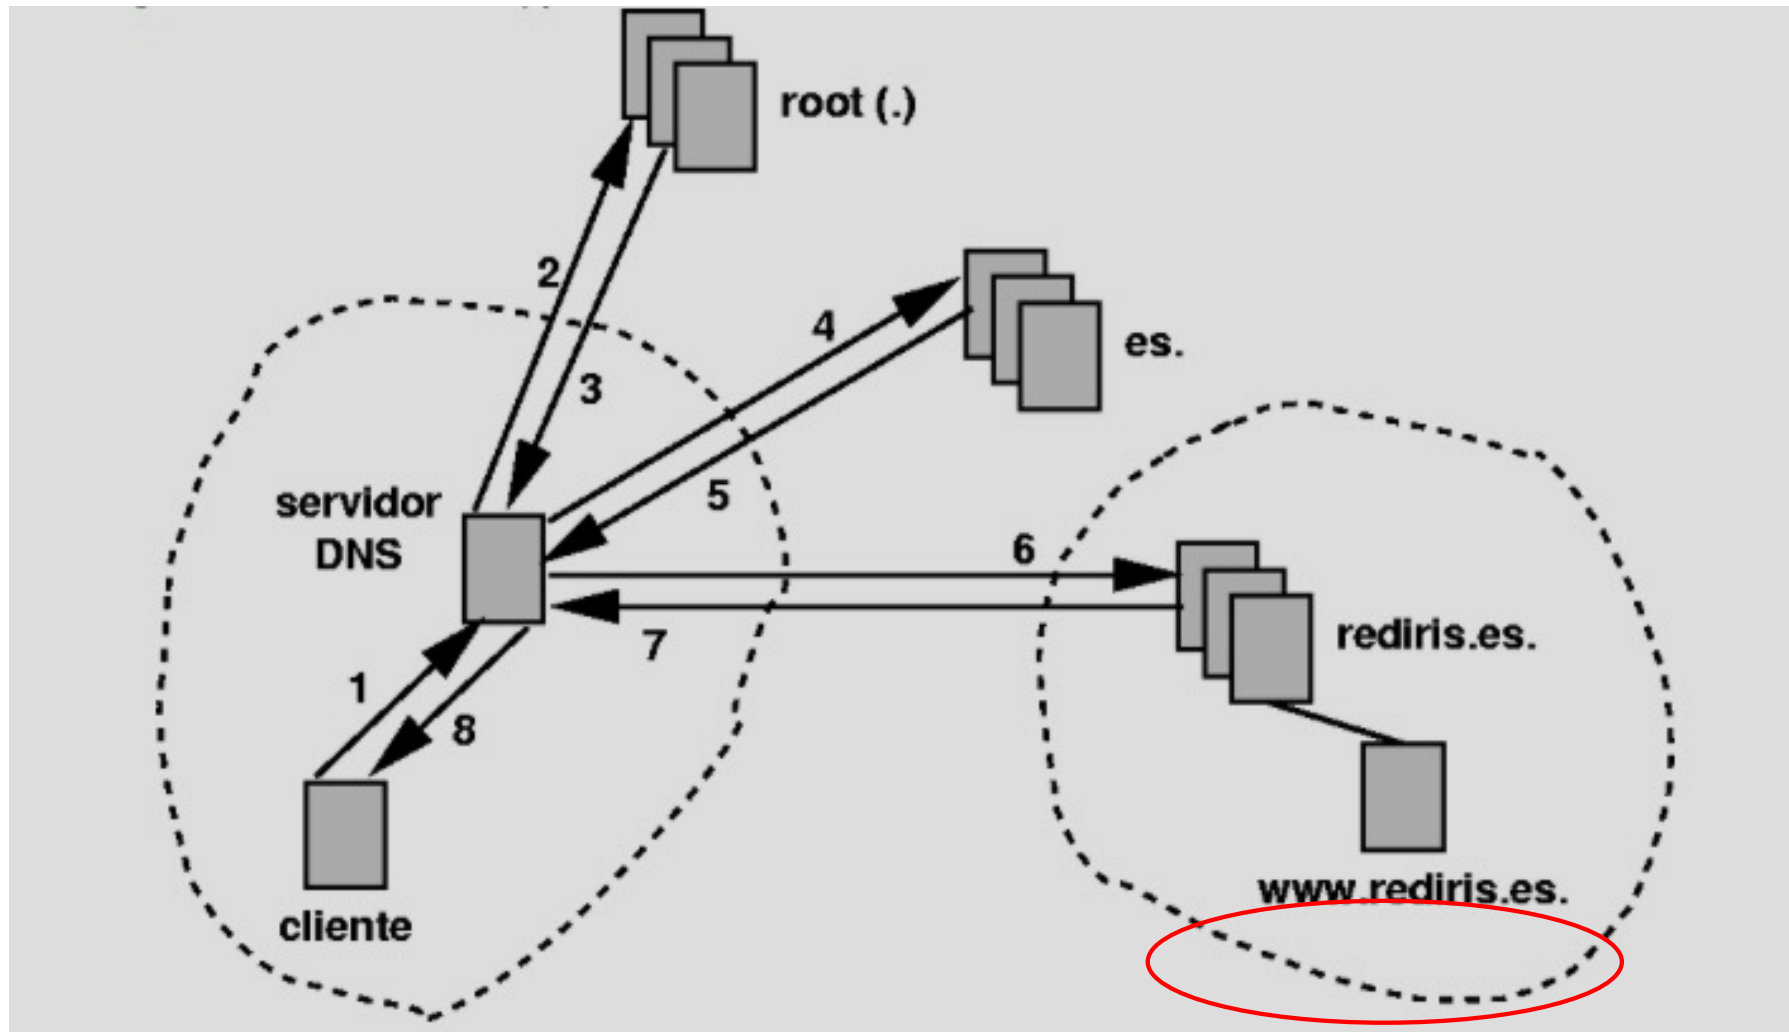 root (.)
2
4
es.
3
5
servidor
DNS
6
7
rediris.es.
1
8
www.rediris.es.
cliente